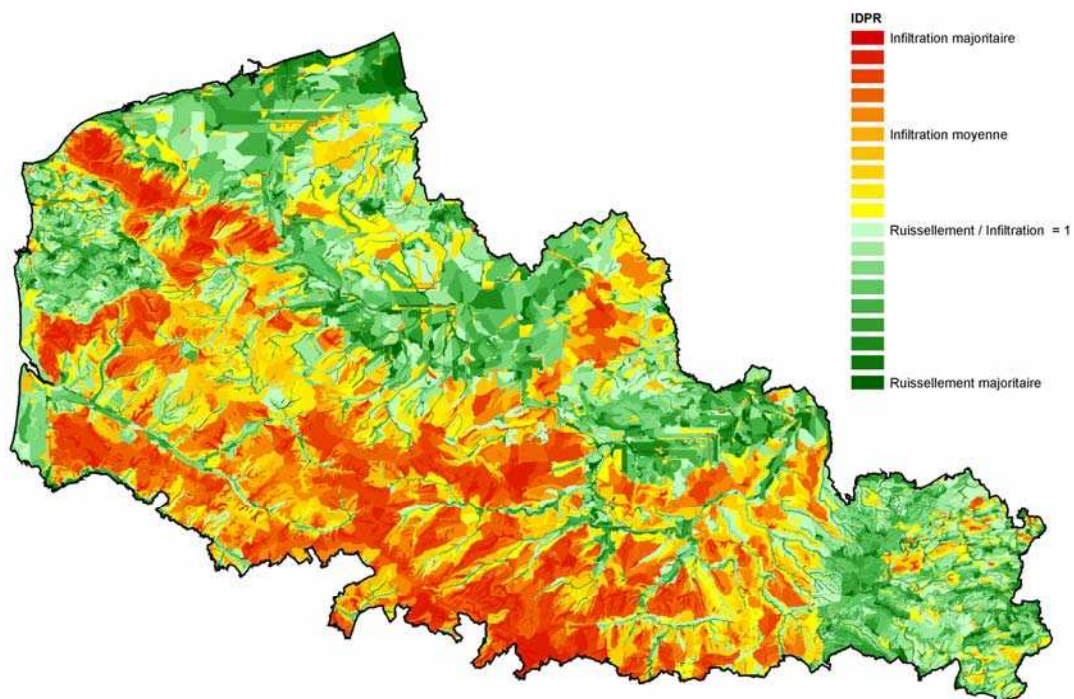 IDPR
Infiltration majoritaire
Infiltration moyenne
Ruissellement / Infiltration = 1
Ruissellement majoritaire